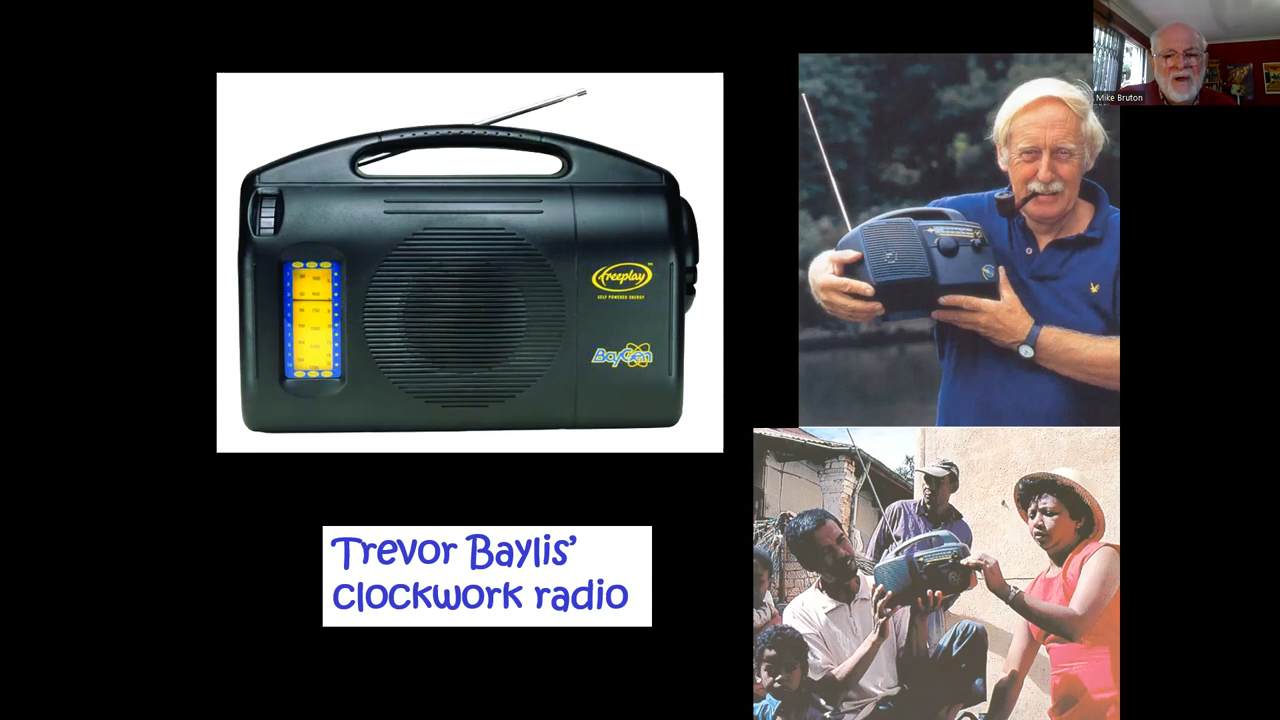 Mike Bruton
freeplay
SELF POWERED ENERGY
BayGen
Trevor Baylis’
clockwork radio